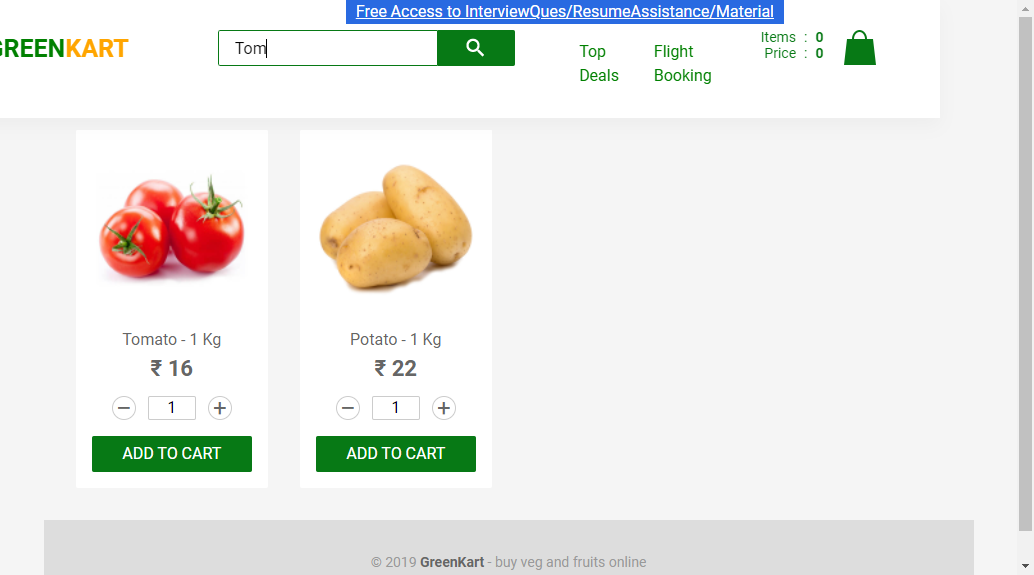 Free Access to InterviewQues/ResumeAssistance/Material
GREENKART
Tom
Top
Deals
Flight
Booking
Items : 0
Price : 0
Tomato - 1 Kg
₹ 16
1
ADD TO CART
Potato - 1 Kg
₹ 22
1
ADD TO CART
© 2019 GreenKart - buy veg and fruits online